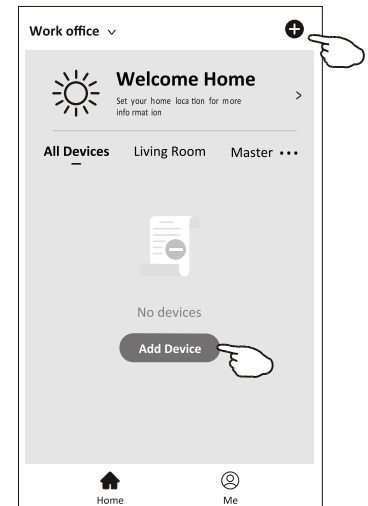 Work office
Welcome Home
Set your home loca tion for more
info rmat ion
All Devices Living Room Master
No devices
Add Device
Home Me